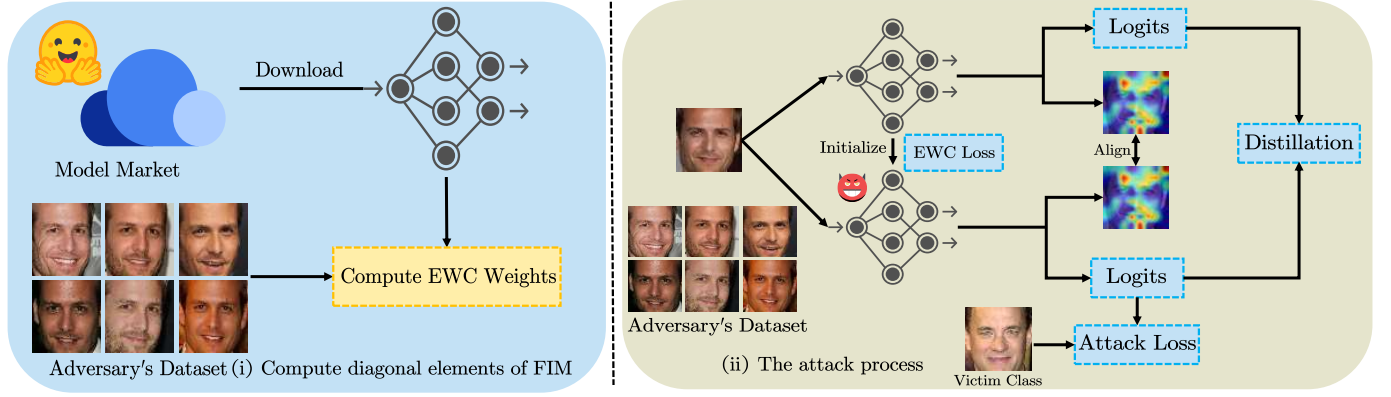 Download
Model Market
Compute EWC Weights
Adversary's Dataset
(i) Compute diagonal elements of FIM
Logits
Initialize
EWC Loss
Align
Distillation
Logits
Adversary's Dataset
Attack Loss
Victim Class
(ii) The attack process